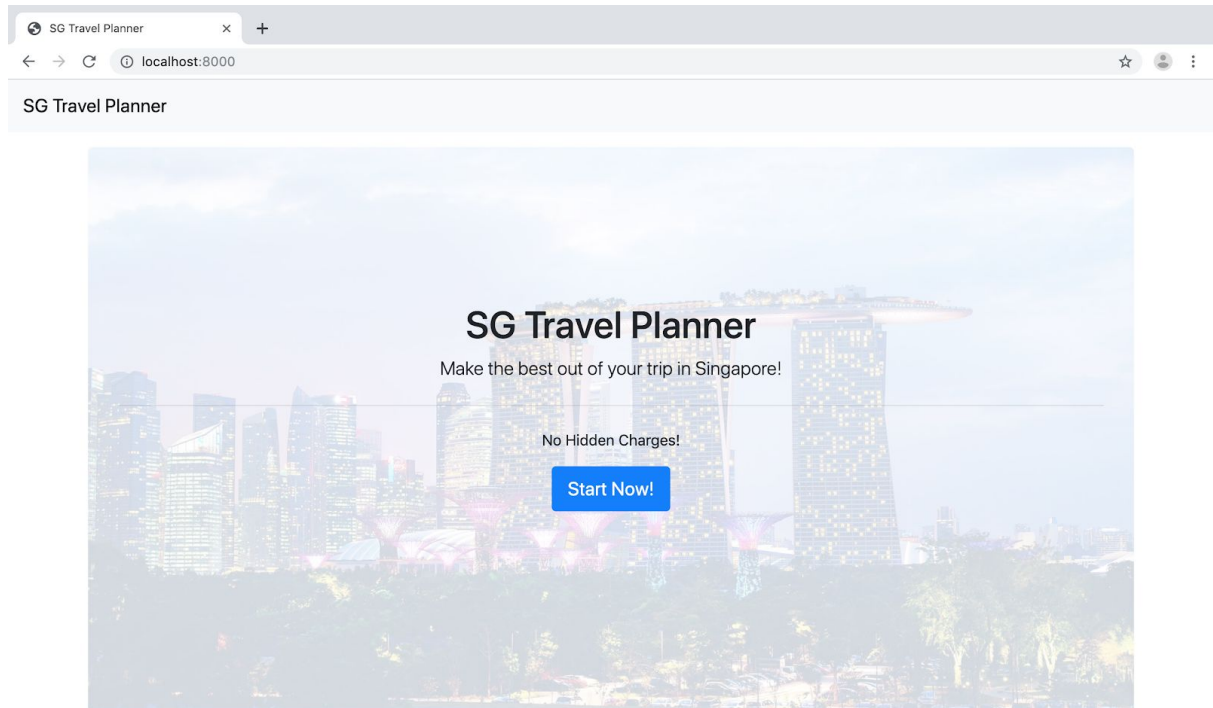 SG Travel Planner
localhost:8000
SG Travel Planner
SG Travel Planner
Make the best out of your trip in Singapore!
No Hidden Charges!
Start Now!